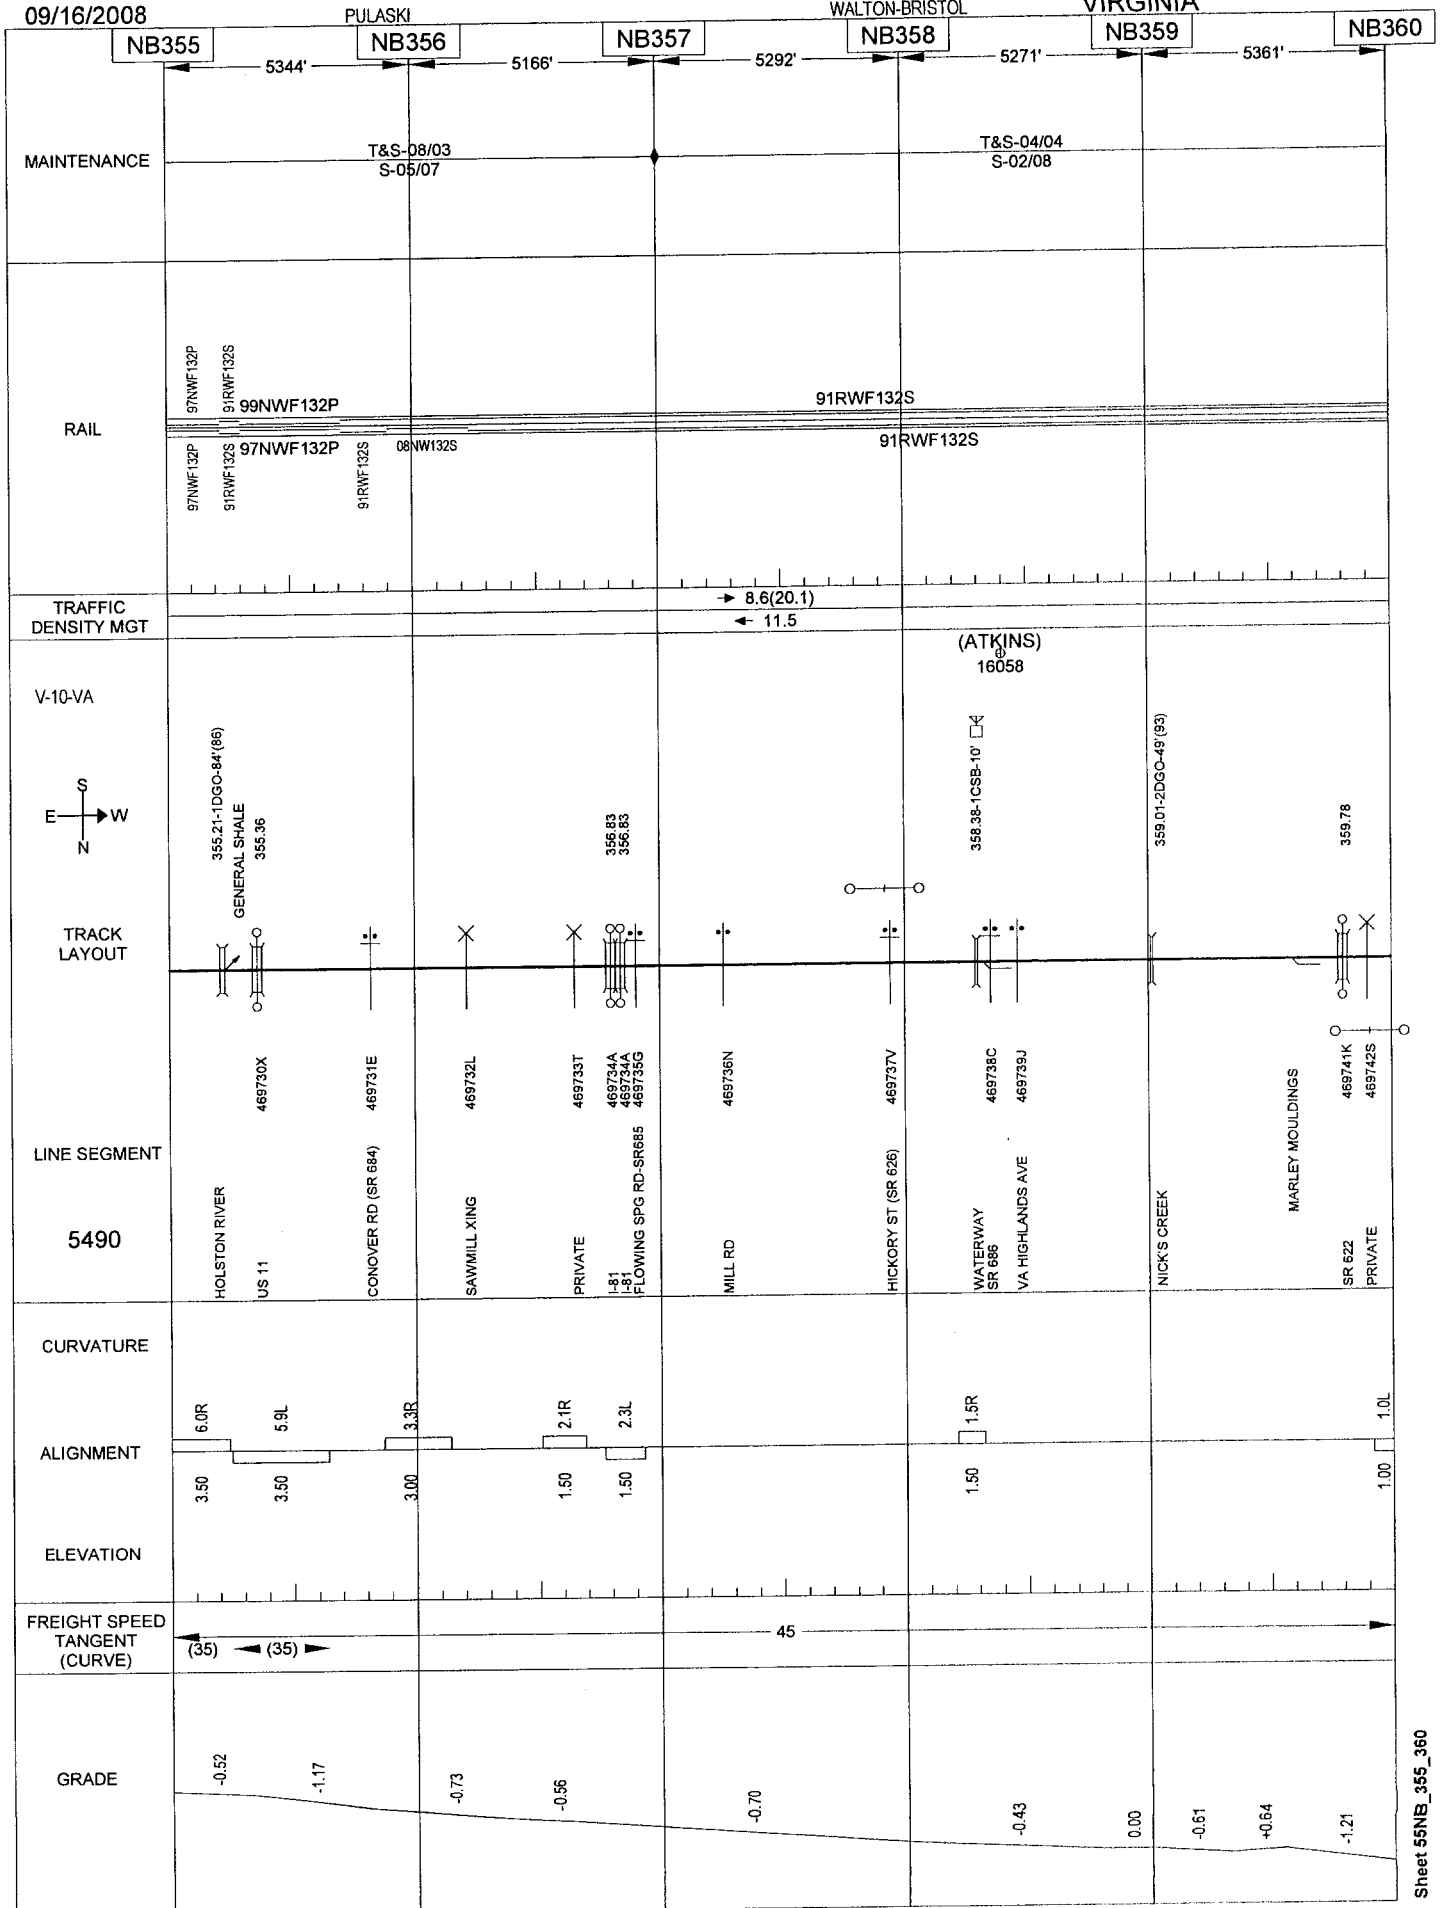 09/16/2008
PULASKI
WALTON-BRISTOL
VIRGINIA
NB355
NB356
NB357
NB358
NB359
NB360
5344'
5166'
5292'
5271'
5361'
MAINTENANCE
T&S-08/03
S-05/07
T&S-04/04
S-02/08
RAIL
97NWF132P
91RWF132S
99NWF132P
91RWF132S
97NWF132P
91RWF132S
97NWF132P
91RWF132S
08NW132S
91RWF132S
TRAFFIC
DENSITY MGT
8.6(20.1)
11.5
V-10-VA
(ATKINS)
16058
S
E
W
N
355.21-1DGO-84'(86)
GENERAL SHALE
355.36
356.83
356.83
358.38-1CSB-10'
359.01-2DGO-49'(93)
359.78
TRACK
LAYOUT
469730X
469731E
469732L
469733T
469734A
469734A
469735G
469736N
469737V
469738C
469739J
469741K
469742S
LINE SEGMENT
5490
HOLSTON RIVER
US 11
CONOVER RD (SR 684)
SAWMILL XING
PRIVATE
I-81
I-81
FLOWING SPG RD-SR685
MILL RD
HICKORY ST (SR 626)
WATERWAY
SR 686
VA HIGHLANDS AVE
NICK'S CREEK
MARLEY MOULDINGS
SR 622
PRIVATE
CURVATURE
6.0R
5.9L
3.3R
2.1R
2.3L
1.5R
1.0L
ALIGNMENT
3.50
3.50
3.00
1.50
1.50
1.50
1.00
ELEVATION
FREIGHT SPEED
TANGENT
(CURVE)
(35)
(35)
45
GRADE
-0.52
-1.17
-0.73
-0.56
-0.70
-0.43
0.00
-0.61
+0.64
-1.21
Sheet 55NB_355_360